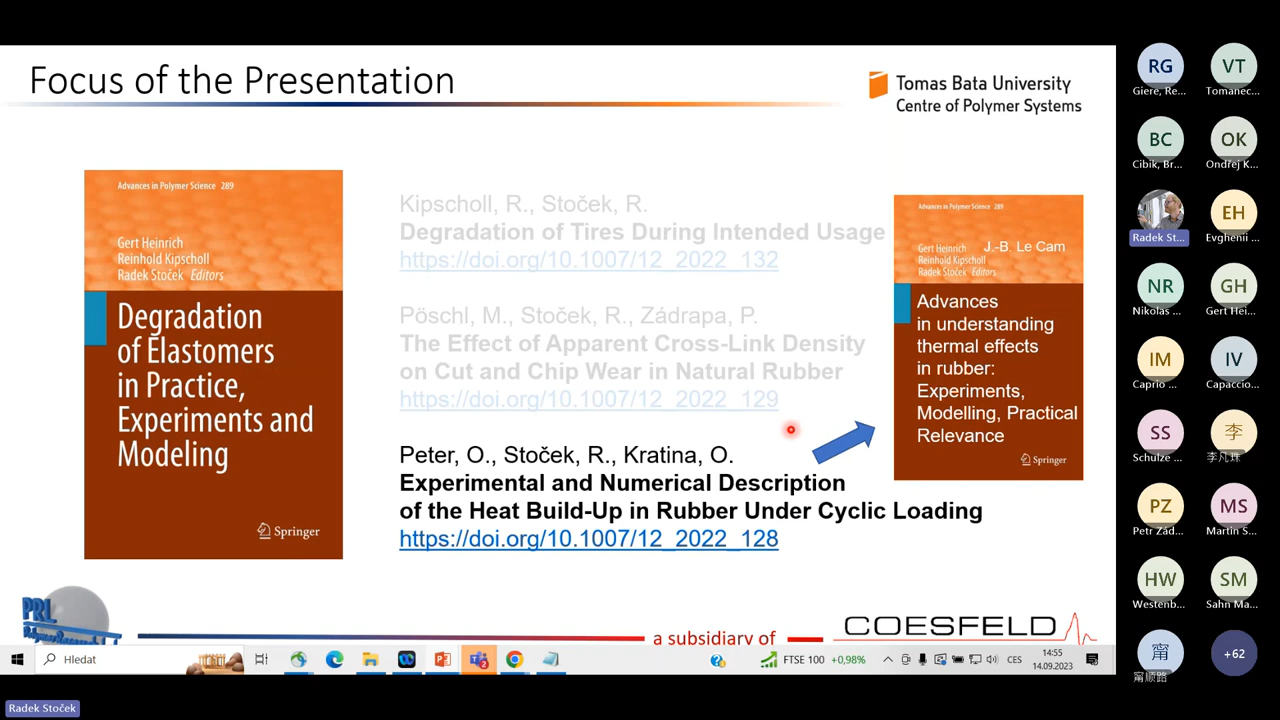 Focus of the Presentation
Tomas Bata University
Centre of Polymer Systems
Advances in Polymer Science 289
Gert Heinrich
Reinhold Kipscholl
Radek Stoček Editors
Degradation
of Elastomers
in Practice,
Experiments and
Modeling
Springer
Kipscholl, R., Stoček, R.
Degradation of Tires During Intended Usage
https://doi.org/10.1007/12_2022_132
Pöschl, M., Stoček, R., Zádrapa, P.
The Effect of Apparent Cross-Link Density
on Cut and Chip Wear in Natural Rubber
https://doi.org/10.1007/12_2022_129
Peter, O., Stoček, R., Kratina, O.
Experimental and Numerical Description
of the Heat Build-Up in Rubber Under Cyclic Loading
https://doi.org/10.1007/12_2022_128
Advances in Polymer Science 289
Gert Heinrich J.-B. Le Cam
Reinhold Kipscholl
Radek Stoček Editors
Advances
in understanding
thermal effects
in rubber:
Experiments,
Modelling, Practical
Relevance
Springer
PRL
a subsidiary of
COESFELD
Hledat
FTSE 100 +0,98%
CES
14:55
14.09.2023
RG
Giere, Re...
VT
Tomanec...
BC
Cibik, Br...
OK
Ondřej K...
Radek St...
EH
Evghenii ...
NR
Nikolas ...
GH
Gert Hei...
IM
Caprio ...
IV
Capaccio...
SS
Schulze ...
李
李凡珠
PZ
Petr Zád...
MS
Martin S...
HW
Westenb...
SM
Sahn Ma...
甯
甯顺路
+62
Radek Stoček